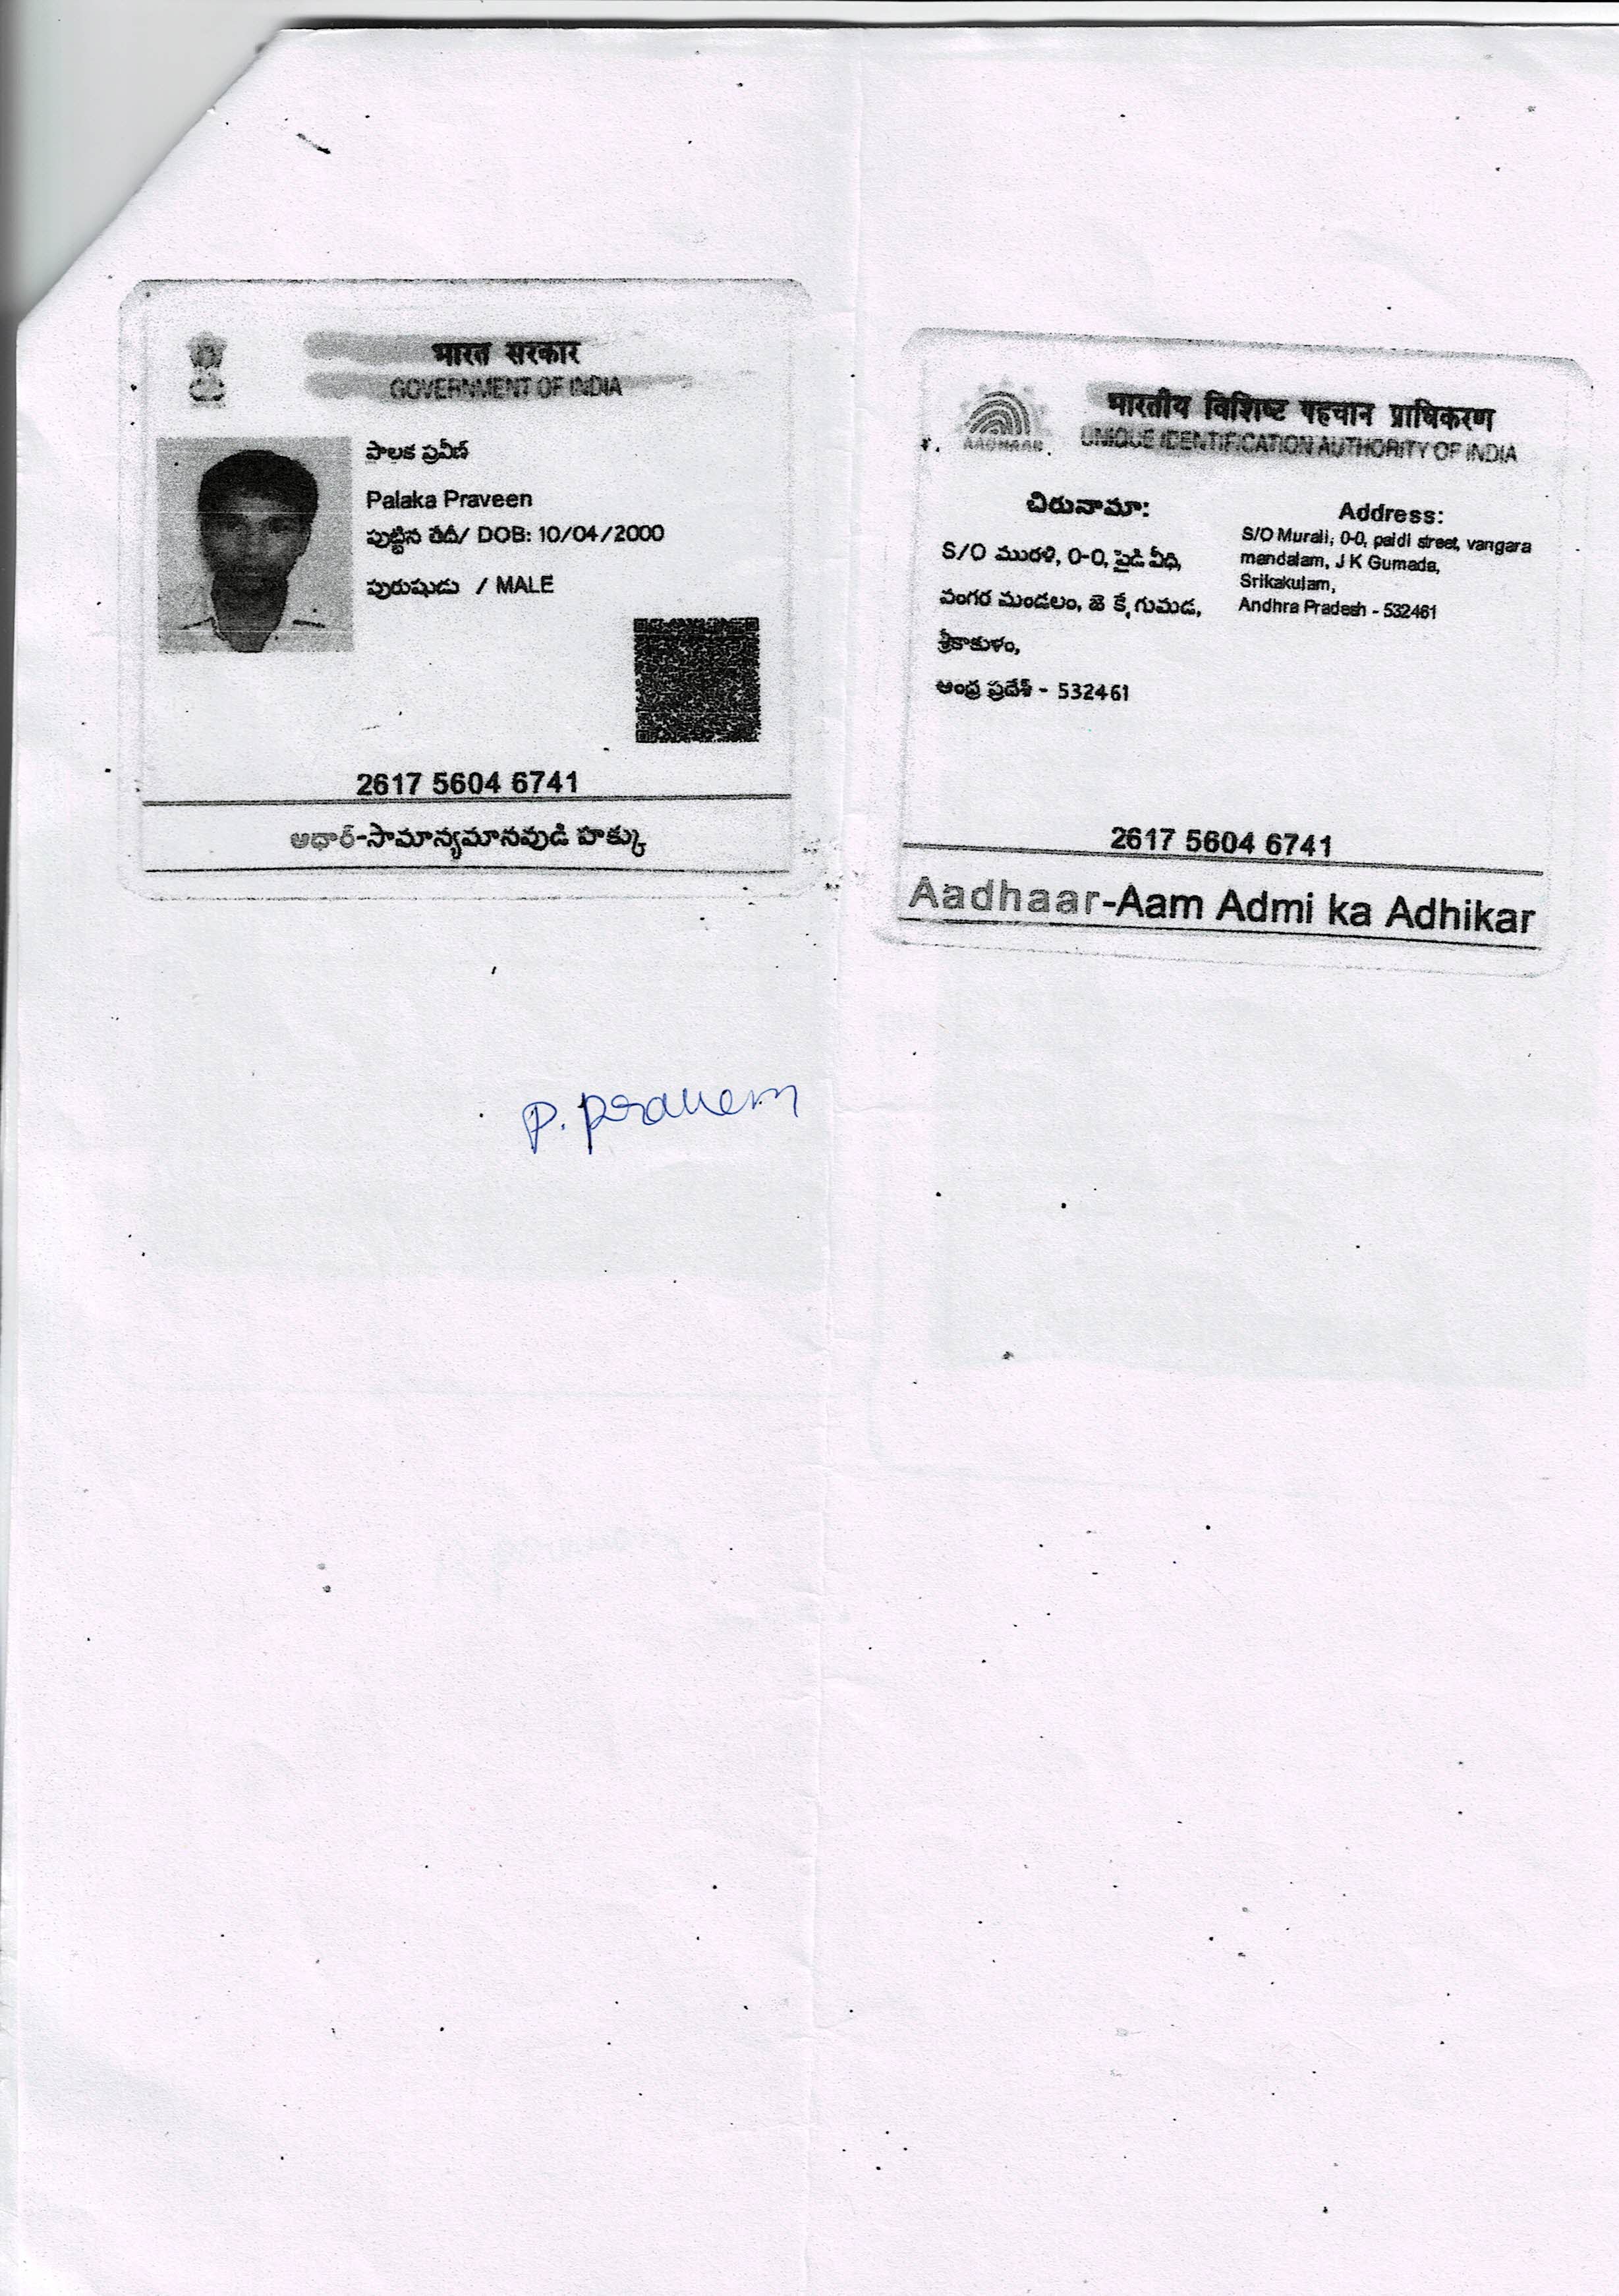 भारत सरकार
GOVERNMENT OF INDIA
పాలక ప్రవీణ్
Palaka Praveen
పుట్టిన తేదీ/ DOB: 10/04/2000
పురుషుడు / MALE
2617 5604 6741
ఆధార్-సామాన్యమానవుడి హక్కు
P. Praveen
भारतीय विशिष्ट पहचान प्राधिकरण
AADHAAR
UNIQUE IDENTIFICATION AUTHORITY OF INDIA
చిరునామా:
S/O మురళి, 0-0, పైడి వీధి,
వంగర మండలం, జె కే గుమడ,
శ్రీకాకుళం,
ఆంధ్ర ప్రదేశ్ - 532461
Address:
S/O Murali, 0-0, paidi street, vangara
mandalam, J K Gumada,
Srikakulam,
Andhra Pradesh - 532461
2617 5604 6741
Aadhaar-Aam Admi ka Adhikar